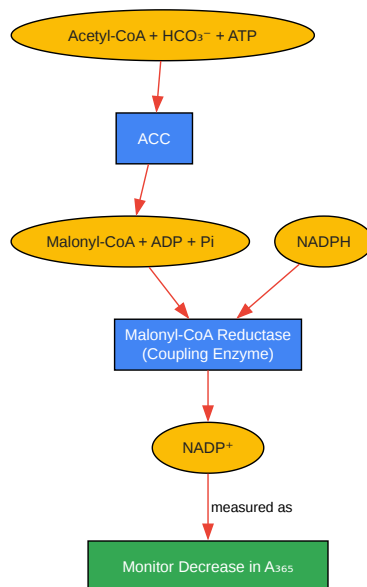 Acetyl-CoA + HCO₃⁻ + ATP
ACC
Malonyl-CoA + ADP + Pi
NADPH
Malonyl-CoA Reductase
(Coupling Enzyme)
NADP⁺
measured as
Monitor Decrease in A₃₆₅